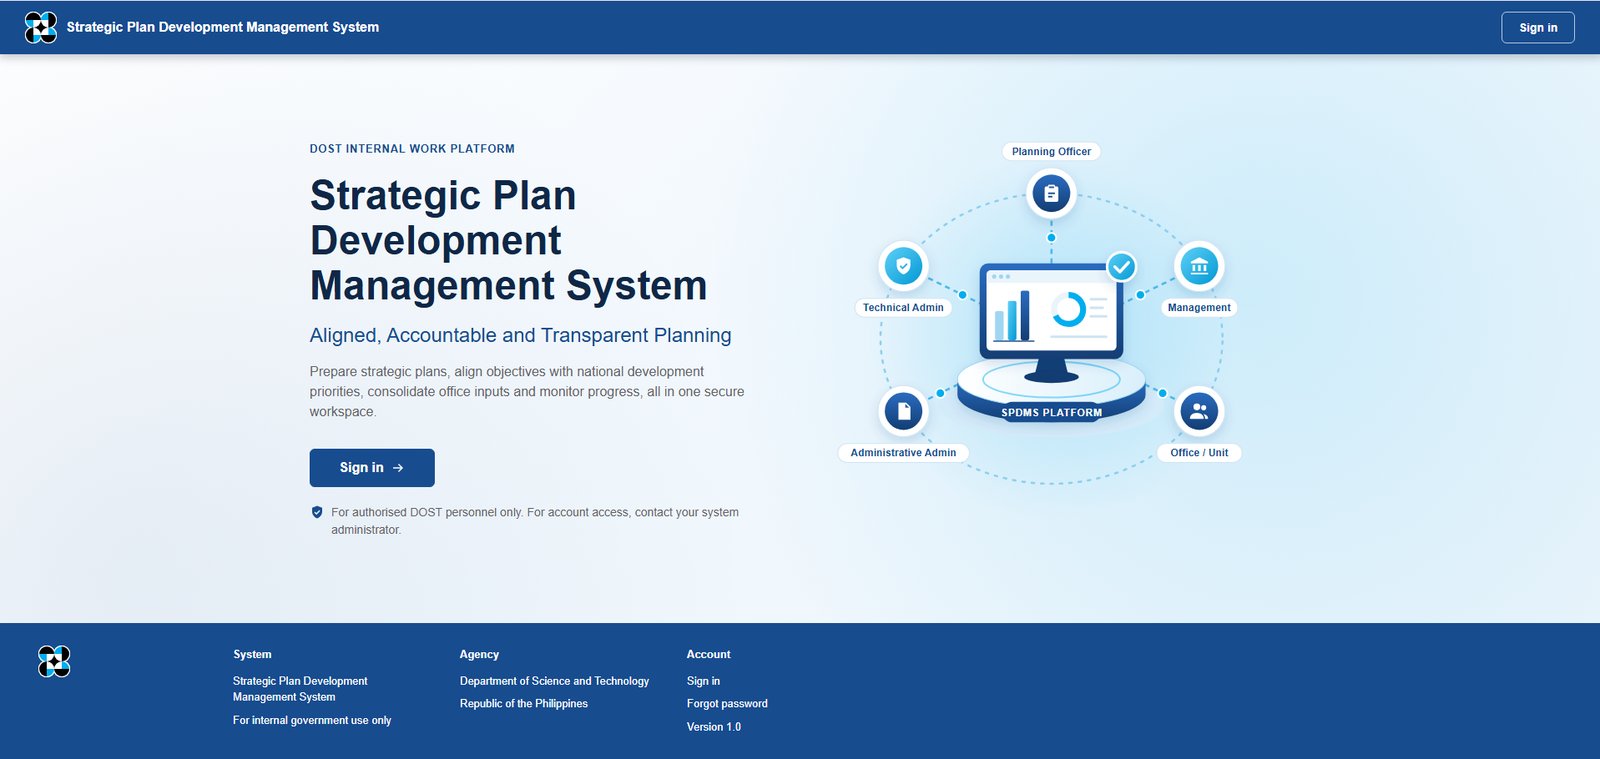 Strategic Plan Development Management System
Sign in
DOST INTERNAL WORK PLATFORM
Strategic Plan
Development
Management System
Aligned, Accountable and Transparent Planning
Prepare strategic plans, align objectives with national development
priorities, consolidate office inputs and monitor progress, all in one secure
workspace.
Sign in →
For authorised DOST personnel only. For account access, contact your system
administrator.
Planning Officer
Technical Admin
Management
SPDMS PLATFORM
Administrative Admin
Office / Unit
System
Strategic Plan Development
Management System
For internal government use only
Agency
Department of Science and Technology
Republic of the Philippines
Account
Sign in
Forgot password
Version 1.0